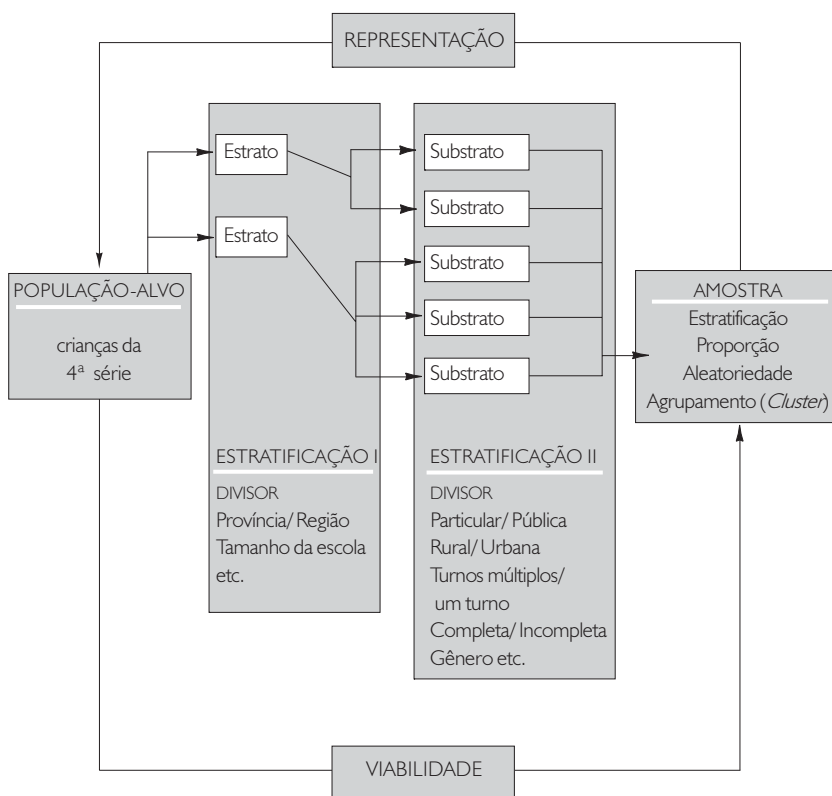 REPRESENTAÇÃO
Estrato
Estrato
Substrato
Substrato
Substrato
Substrato
Substrato
POPULAÇÃO-ALVO
crianças da
4ª série
AMOSTRA
Estratificação
Proporção
Aleatoriedade
Agrupamento (Cluster)
ESTRATIFICAÇÃO I
DIVISOR
Província/ Região
Tamanho da escola
etc.
ESTRATIFICAÇÃO II
DIVISOR
Particular/ Pública
Rural/ Urbana
Turnos múltiplos/
um turno
Completa/ Incompleta
Gênero etc.
VIABILIDADE